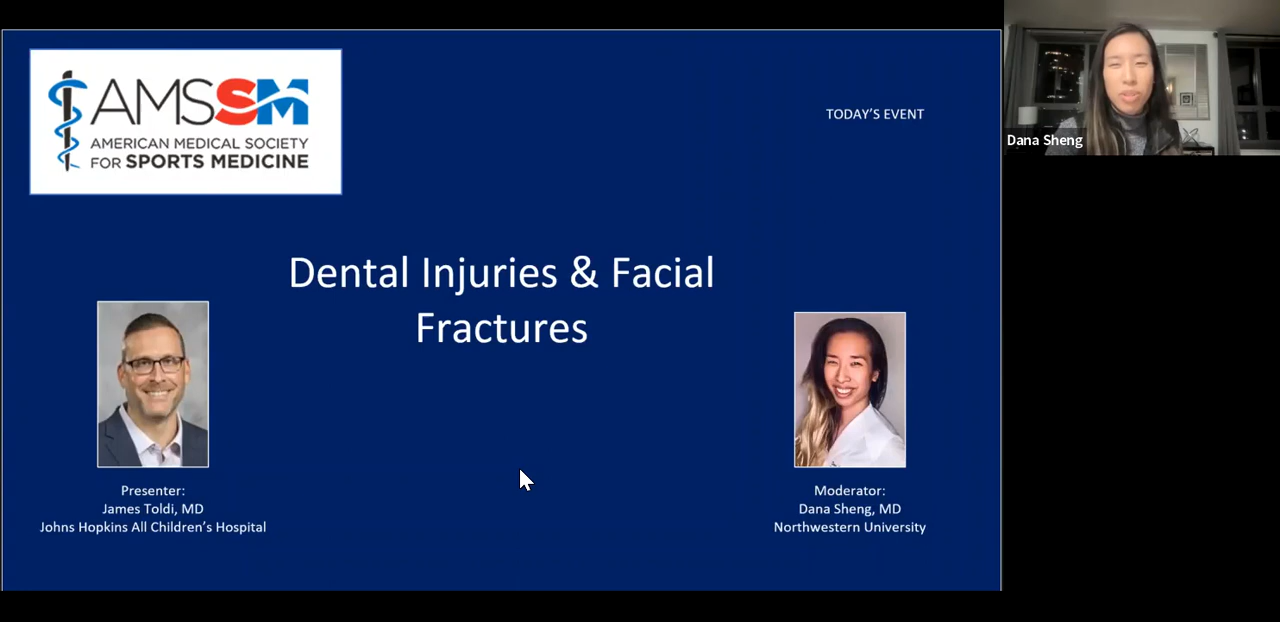 AMSSM
AMERICAN MEDICAL SOCIETY
FOR SPORTS MEDICINE
TODAY'S EVENT
Dana Sheng
Dental Injuries & Facial
Fractures
Presenter:
James Toldi, MD
Johns Hopkins All Children's Hospital
Moderator:
Dana Sheng, MD
Northwestern University